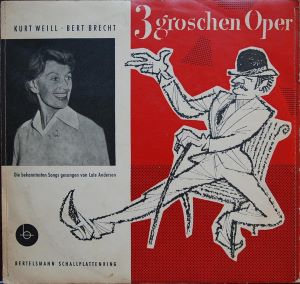 KURT WEILL · BERT BRECHT
3groschen Oper
Die bekanntesten Songs gesungen von Lale Andersen
BERTELSMANN SCHALLPLATTENRING